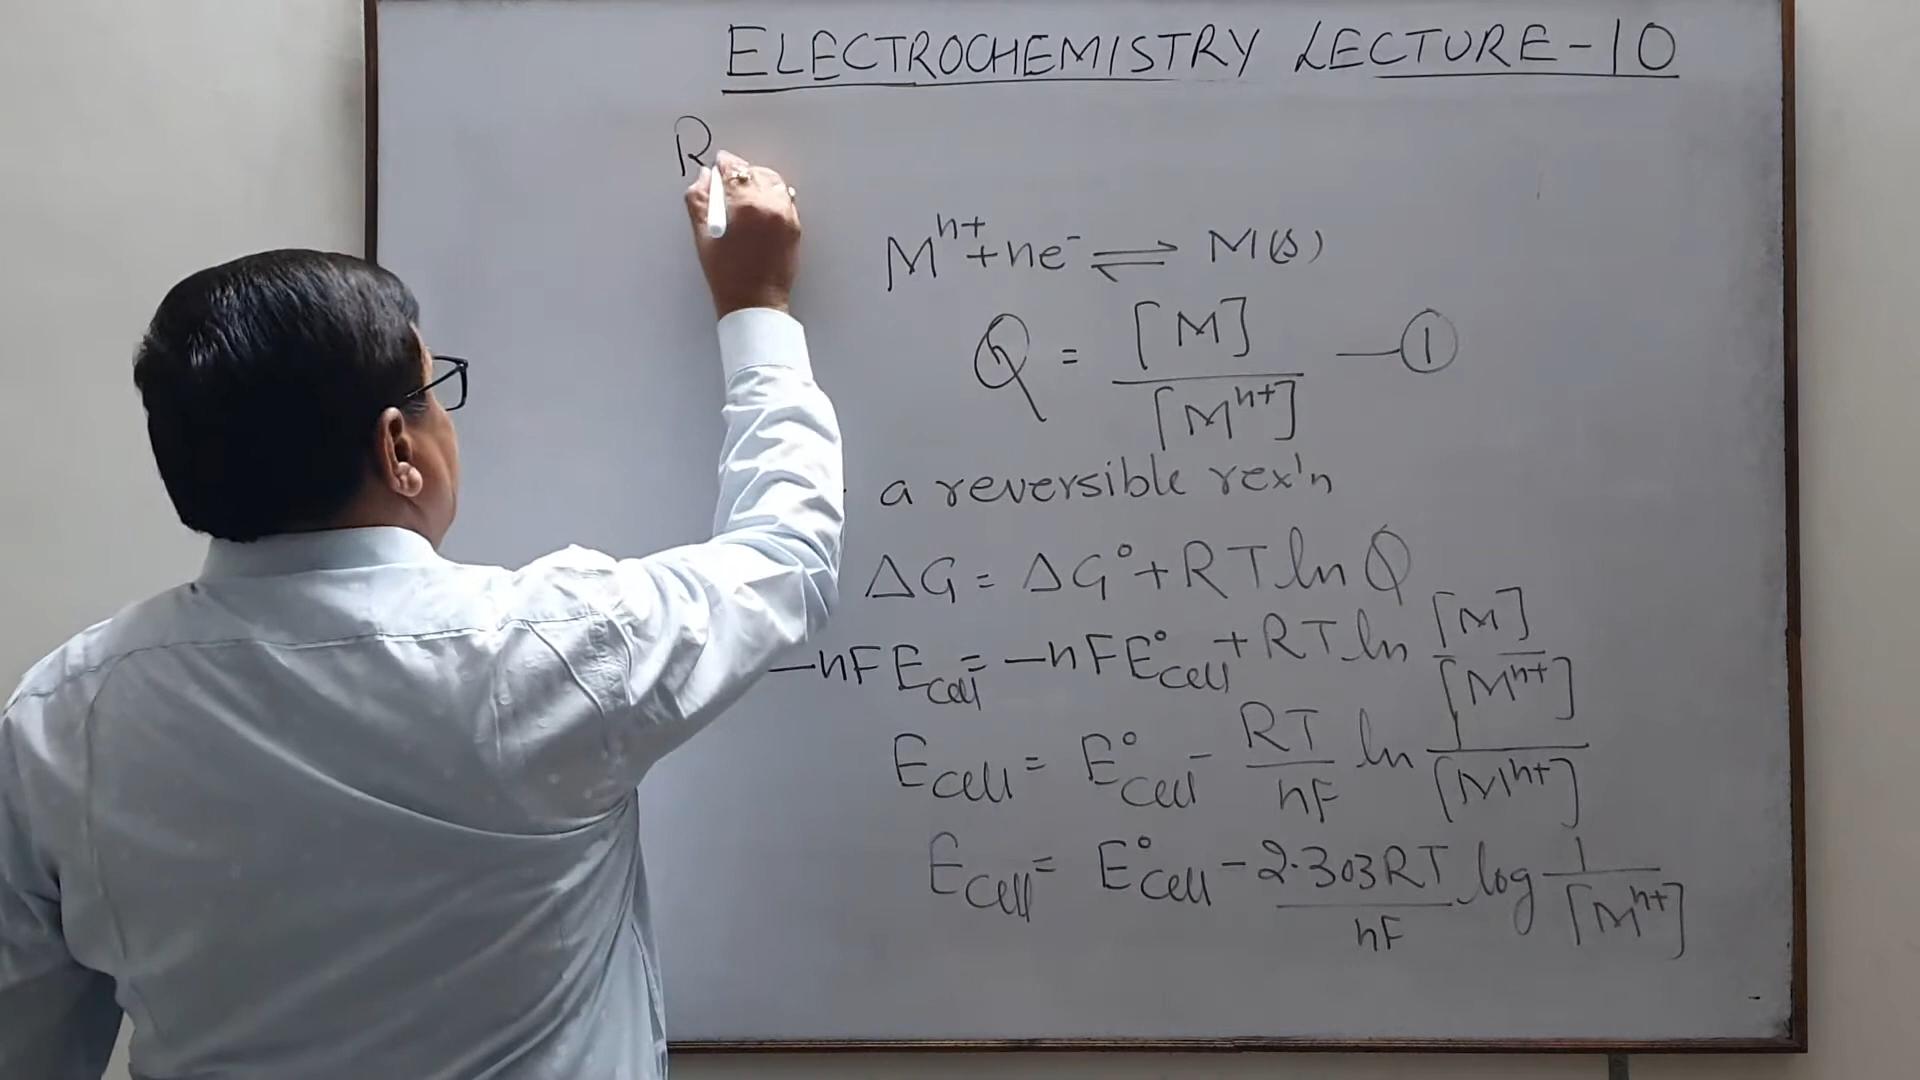 ELECTROCHEMISTRY LECTURE-10
R
Mⁿ⁺+ne⁻ ⇌ M(s)
Q = [M] / [Mⁿ⁺] —①
a reversible rex'n
ΔG = ΔG° + RT ln Q
-nFE_cell = -nFE°_cell + RT ln [M] / [Mⁿ⁺]
E_cell = E°_cell - RT/nF ln 1 / [Mⁿ⁺]
E_cell = E°_cell - 2.303RT/nF log 1 / [Mⁿ⁺]